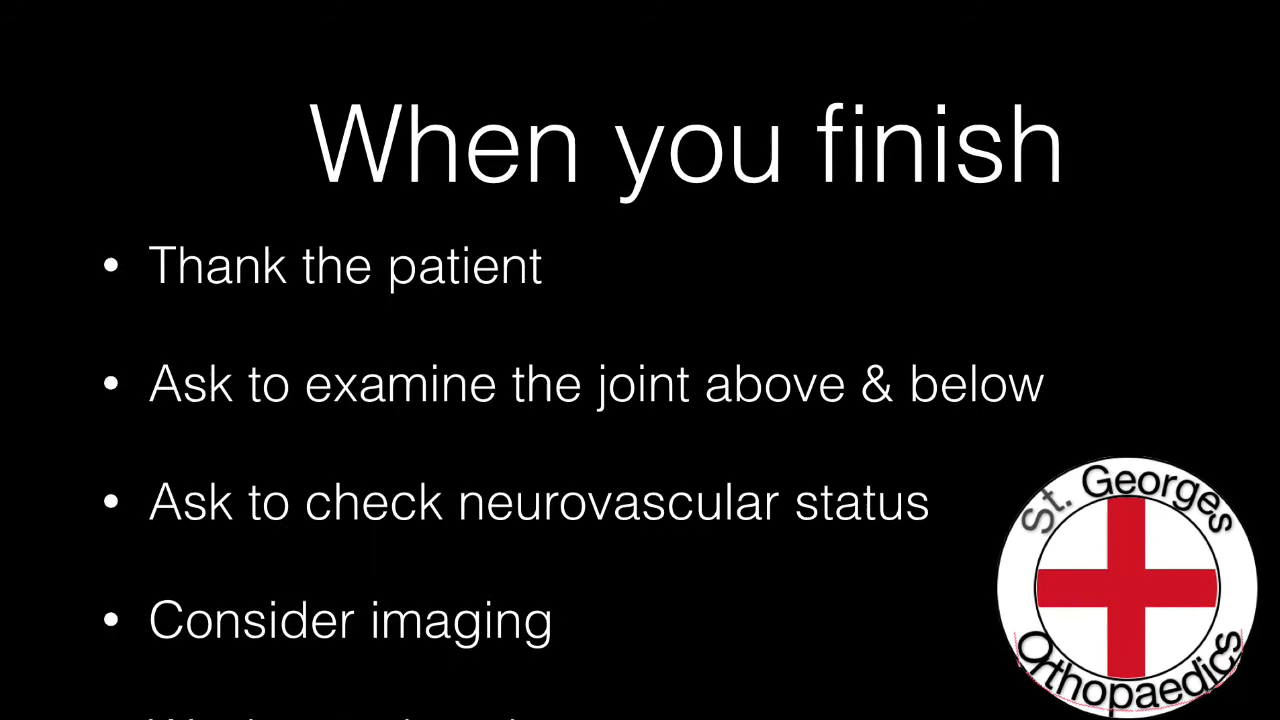 When you finish
• Thank the patient
• Ask to examine the joint above & below
• Ask to check neurovascular status
• Consider imaging
St. Georges
Orthopaedics